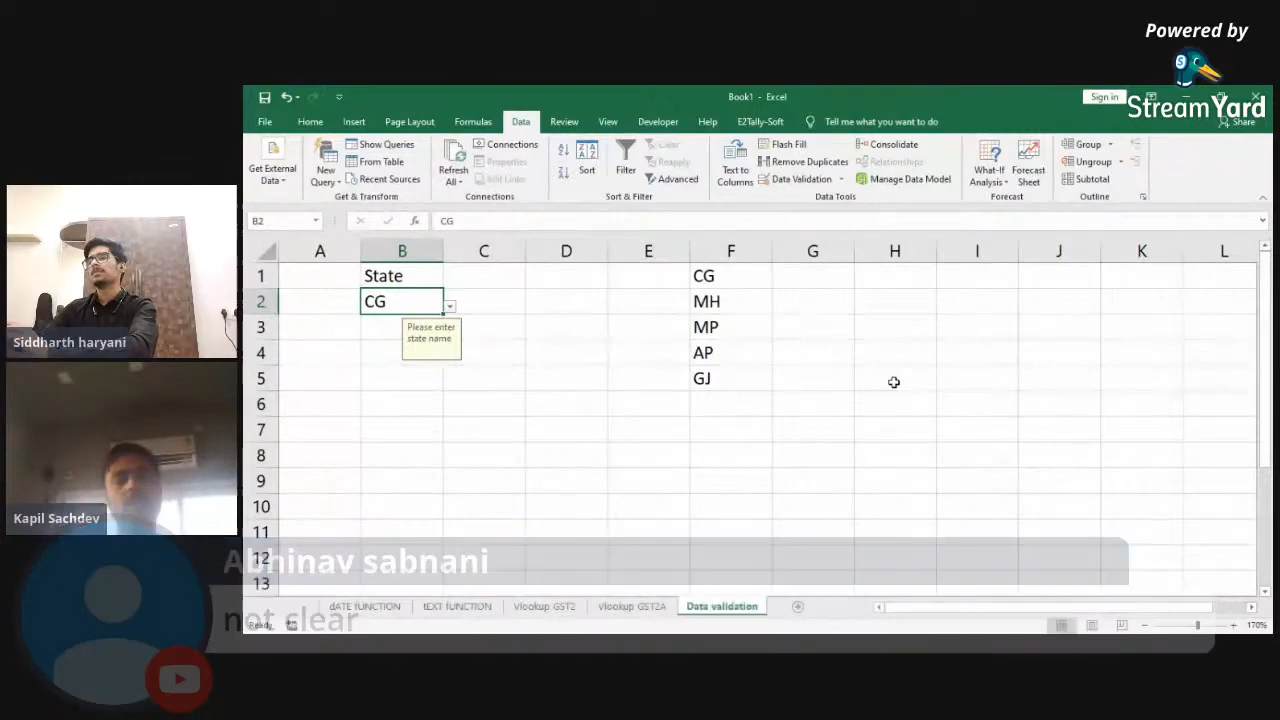 Powered by
StreamYard
Book1 - Excel
Sign in
File Home Insert Page Layout Formulas Data Review View Developer Help E2Tally-Soft Tell me what you want to do Share
Get External Data
New Query
Show Queries
From Table
Recent Sources
Get & Transform
Refresh All
Connections
Properties
Edit Links
Connections
Sort
Filter
Clear
Reapply
Advanced
Sort & Filter
Text to Columns
Flash Fill
Remove Duplicates
Data Validation
Consolidate
Relationships
Manage Data Model
Data Tools
What-If Analysis
Forecast Sheet
Forecast
Group
Ungroup
Subtotal
Outline
B2 fx CG
A B C D E F G H I J K L
1 State CG
2 CG MH
Please enter
state name
3 MP
4 AP
5 GJ
6
7
8
9
10
11
12
13
Siddharth haryani
Kapil Sachdev
Abhinav sabnani
not clear
dATE FUNCTION tEXT FUNCTION Vlookup GST2 Vlookup GST2A Data validation
Ready
170%